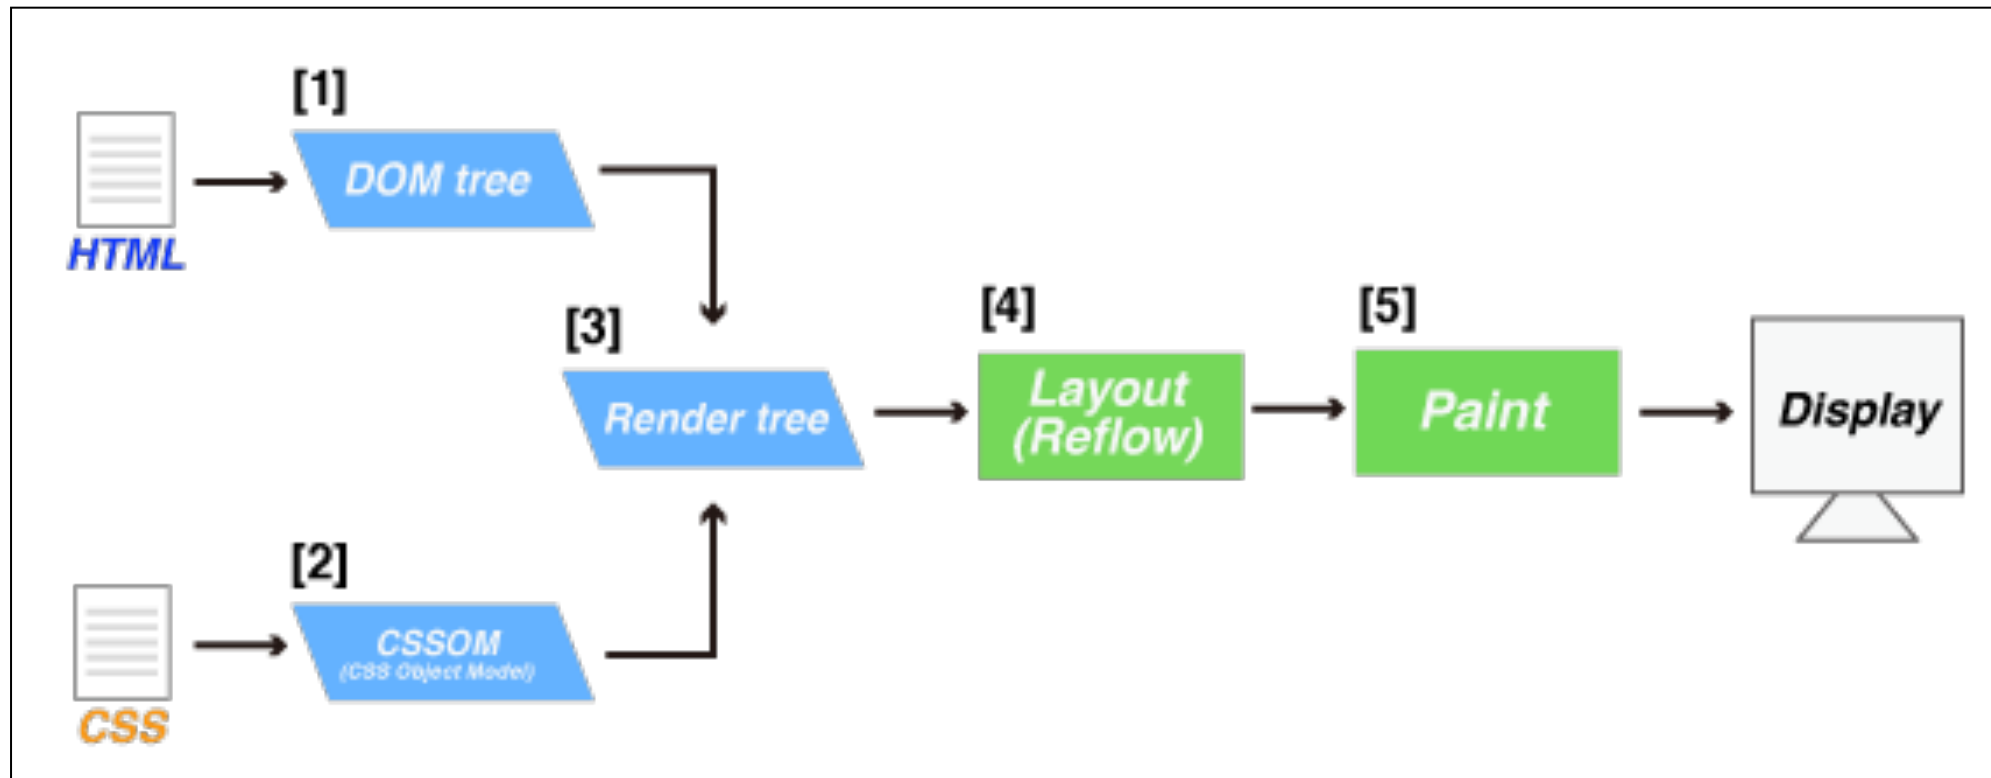 [1]
DOM tree
HTML
[3]
Render tree
[4]
Layout
(Reflow)
[5]
Paint
Display
[2]
CSSOM
(CSS Object Model)
CSS